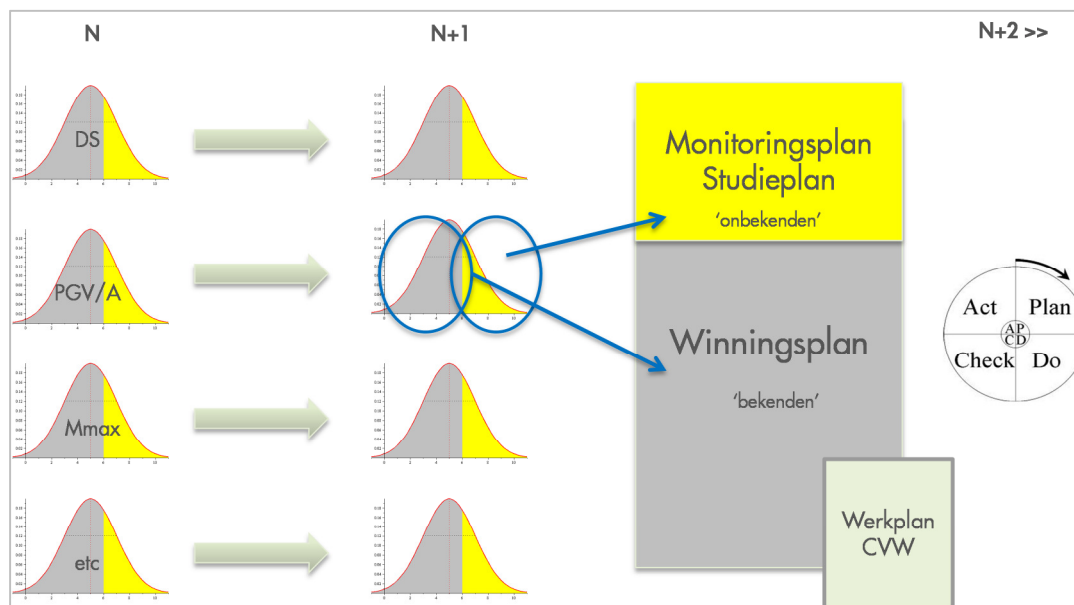 N
N+1
N+2 >>
DS
PGV/A
Mmax
etc
Monitoringsplan
Studieplan
‘onbekenden’
Winningsplan
‘bekenden’
Werkplan
CVW
Act
Plan
A P
C D
Check
Do